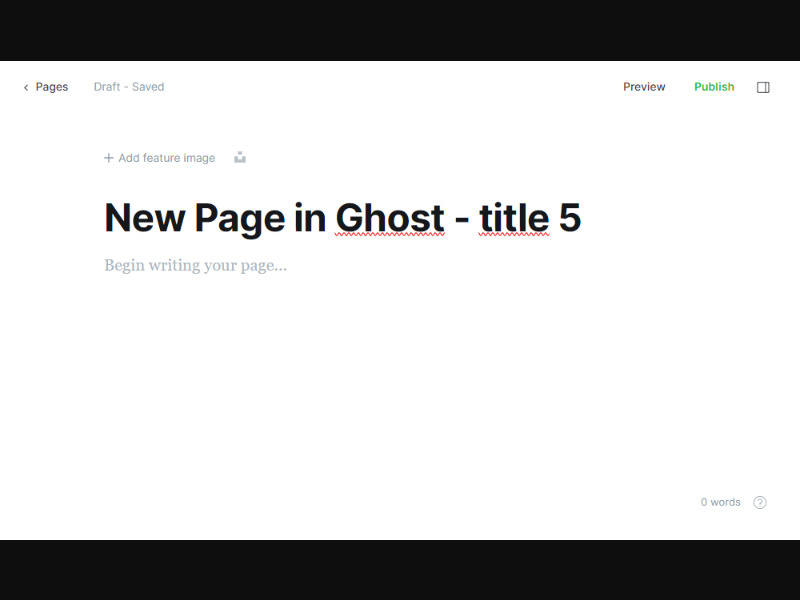 Pages Draft - Saved Preview Publish
Add feature image
New Page in Ghost - title 5
Begin writing your page...
0 words